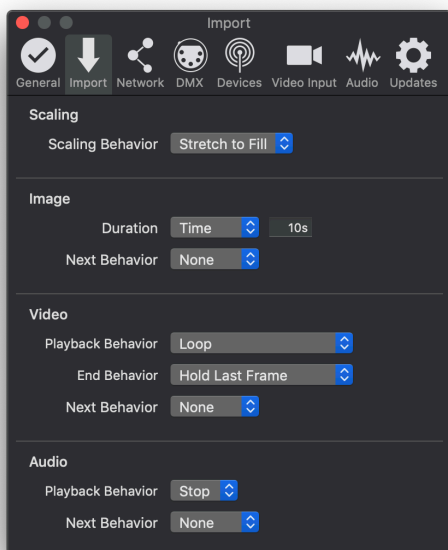 Import
General Import Network DMX Devices Video Input Audio Updates
Scaling
Scaling Behavior Stretch to Fill
Image
Duration Time 10s
Next Behavior None
Video
Playback Behavior Loop
End Behavior Hold Last Frame
Next Behavior None
Audio
Playback Behavior Stop
Next Behavior None